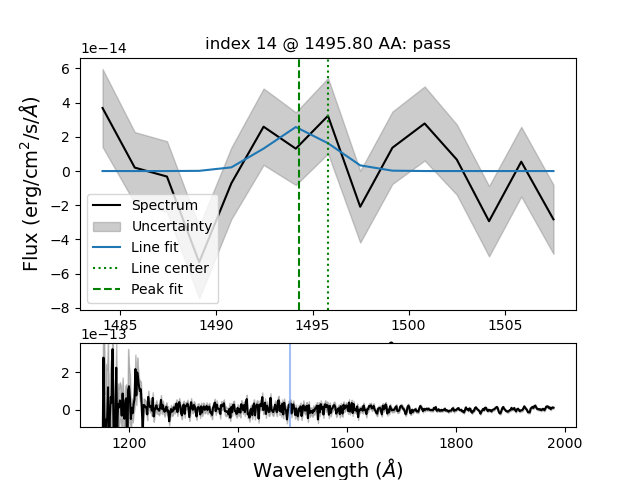 index 14 @ 1495.80 AA: pass
1e−14
6
4
2
0
−2
−4
−6
−8
Flux (erg/cm²/s/Å)
Spectrum
Uncertainty
Line fit
Line center
Peak fit
1485 1490 1495 1500 1505
1e−13
2
0
1200 1400 1600 1800 2000
Wavelength (Å)